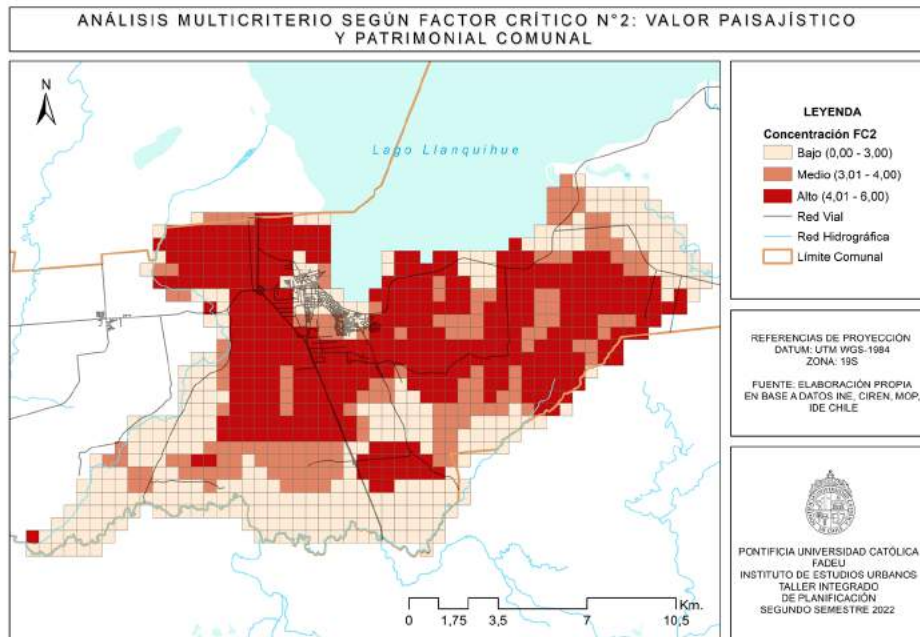 ANÁLISIS MULTICRITERIO SEGÚN FACTOR CRÍTICO N°2: VALOR PAISAJÍSTICO
Y PATRIMONIAL COMUNAL
N
Lago Llanquihue
LEYENDA
Concentración FC2
Bajo (0,00 - 3,00)
Medio (3,01 - 4,00)
Alto (4,01 - 6,00)
Red Vial
Red Hidrográfica
Límite Comunal
REFERENCIAS DE PROYECCIÓN
DATUM: UTM WGS-1984
ZONA: 19S
FUENTE: ELABORACIÓN PROPIA
EN BASE A DATOS INE, CIREN, MOP,
IDE CHILE
PONTIFICIA UNIVERSIDAD CATÓLICA
FADEU
INSTITUTO DE ESTUDIOS URBANOS
TALLER INTEGRADO
DE PLANIFICACIÓN
SEGUNDO SEMESTRE 2022
Km.
0 1,75 3,5 7 10,5